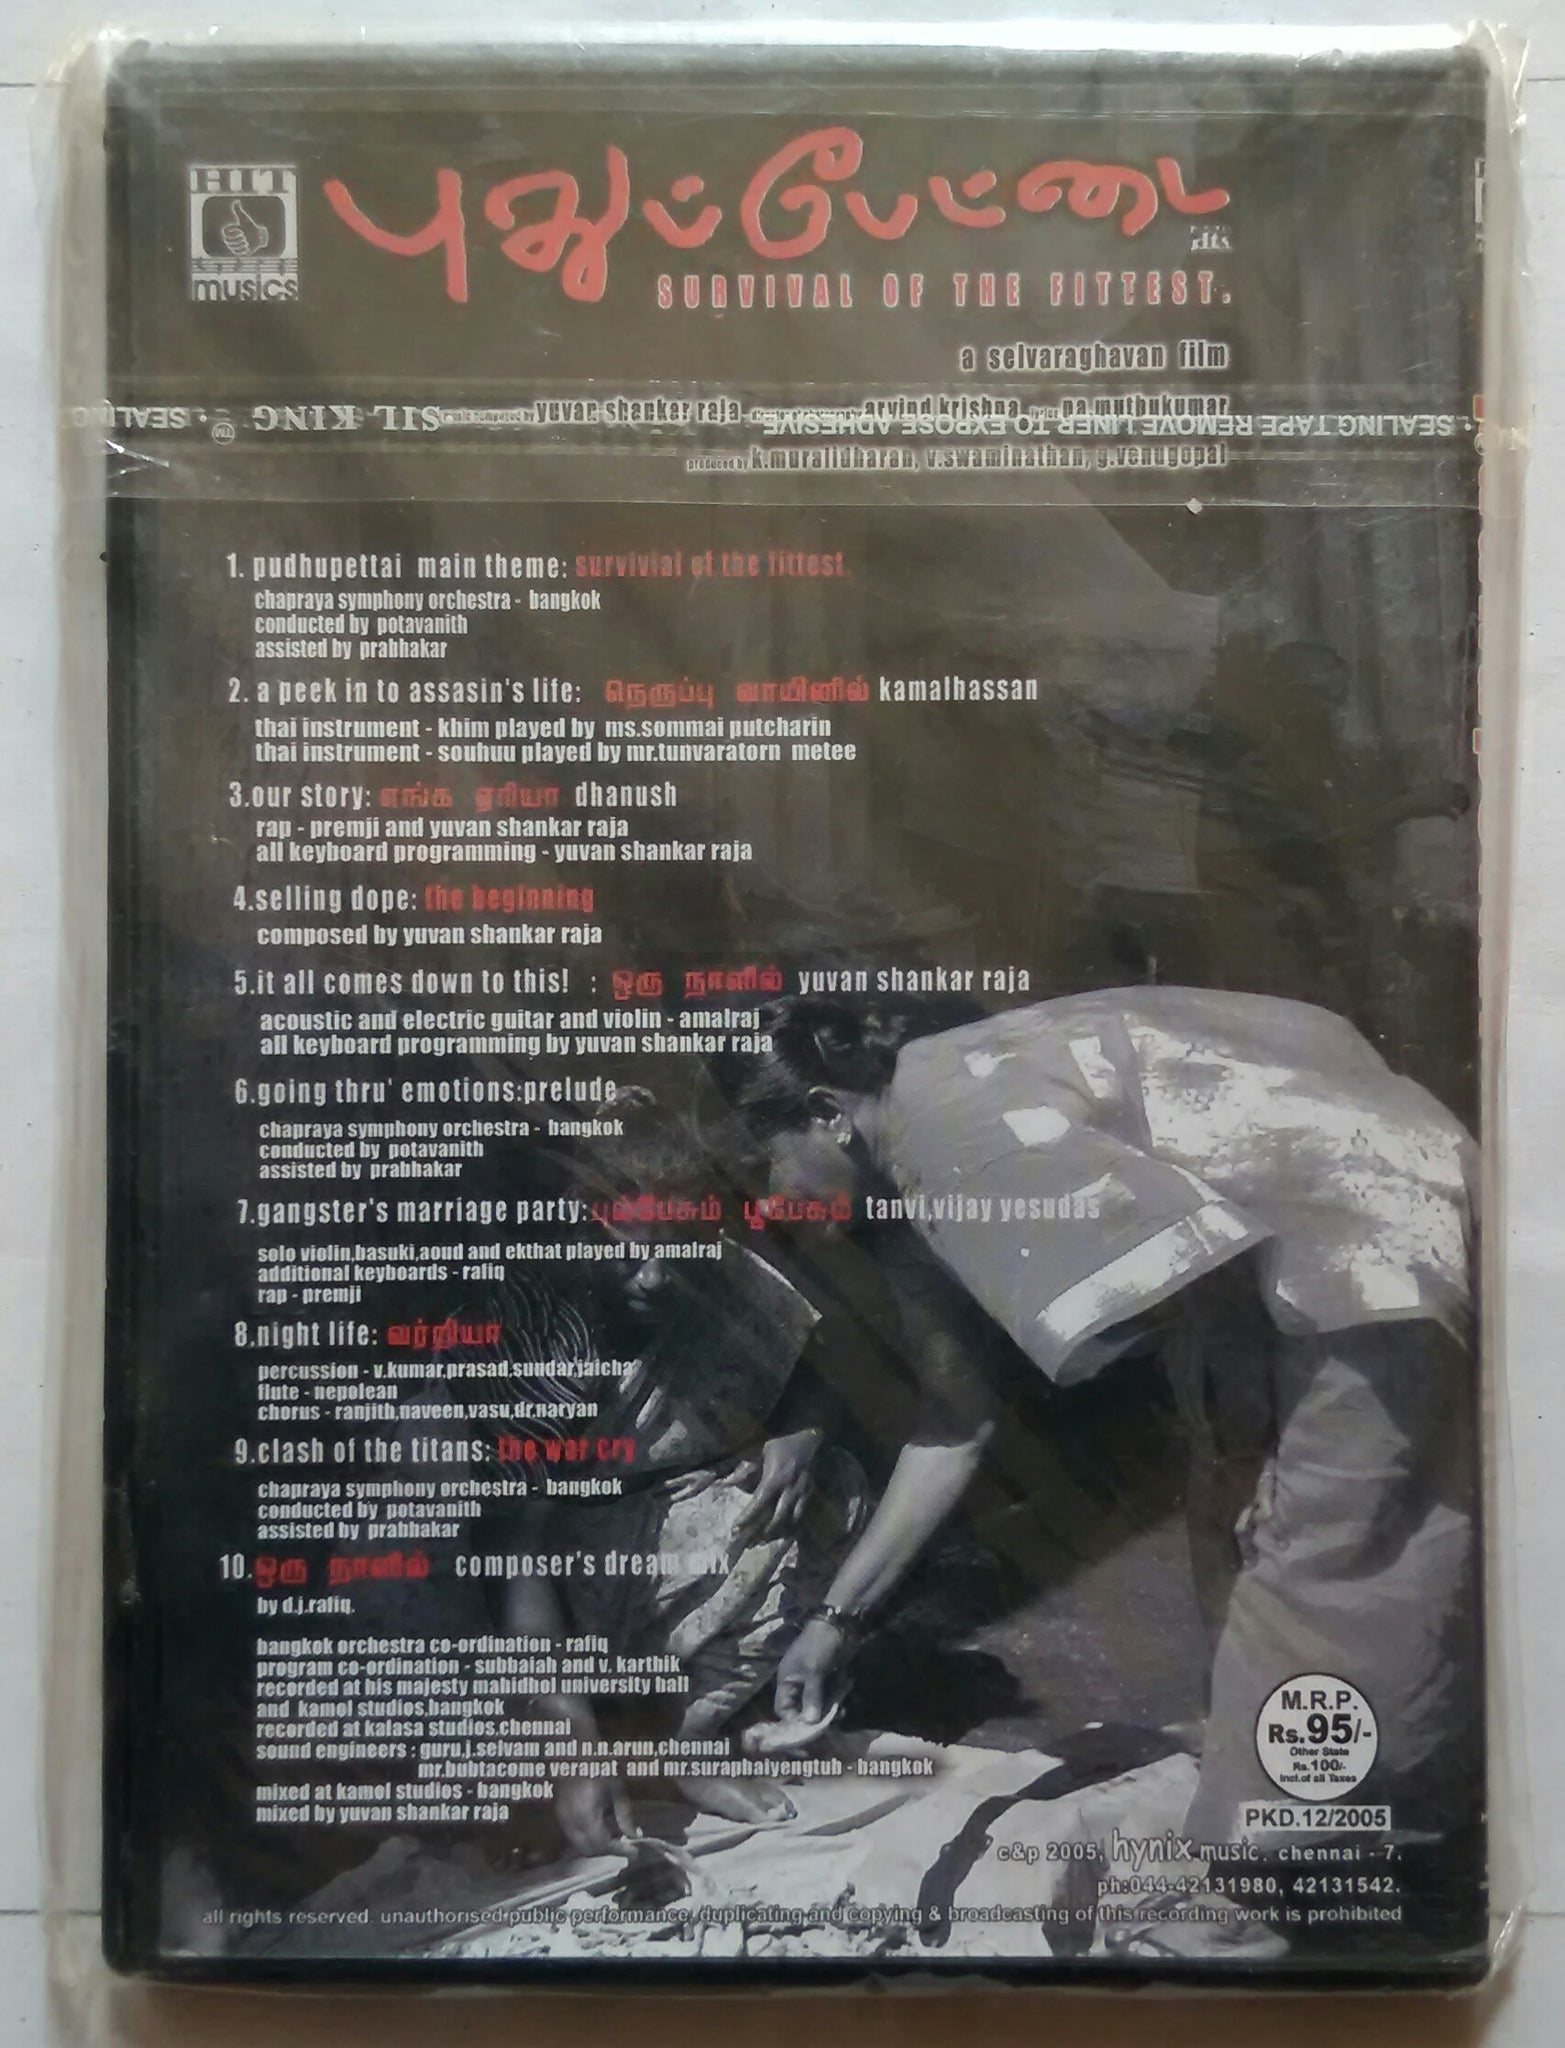 HIT
musics
புதுப்பேட்டை
dts
SURVIVAL OF THE FITTEST.
a selvaraghavan film
music composed by yuvan shankar raja arvind krishna lyrics na.muthukumar
SEALING TAPE REMOVE LINER TO EXPOSE ADHESIVE • SIL KING ™ • SEALING
produced by k.muralidharan, v.swaminathan, g.venugopal
1. pudhupettai main theme: survivial of the fittest
chapraya symphony orchestra - bangkok
conducted by potavanith
assisted by prabhakar
2. a peek in to assasin's life: நெருப்பு வாயினில் kamalhassan
thai instrument - khim played by ms.sommai putcharin
thai instrument - souhuu played by mr.tunvaratorn metee
3.our story: எங்க ஏரியா dhanush
rap - premji and yuvan shankar raja
all keyboard programming - yuvan shankar raja
4.selling dope: the beginning
composed by yuvan shankar raja
5.it all comes down to this! : ஒரு நாளில் yuvan shankar raja
acoustic and electric guitar and violin - amalraj
all keyboard programming by yuvan shankar raja
6.going thru' emotions:prelude
chapraya symphony orchestra - bangkok
conducted by potavanith
assisted by prabhakar
7.gangster's marriage party: புல்பேசும் பூபேசும் tanvi,vijay yesudas
solo violin,basuki,aoud and ekthat played by amalraj
additional keyboards - rafiq
rap - premji
8.night life: வர்றியா
percussion - v.kumar,prasad,sundar,jaicha
flute - nepolean
chorus - ranjith,naveen,vasu,dr.naryan
9.clash of the titans: the war cry
chapraya symphony orchestra - bangkok
conducted by potavanith
assisted by prabhakar
10.ஒரு நாளில் composer's dream mix
by d.j.rafiq.
bangkok orchestra co-ordination - rafiq
program co-ordination - subbaiah and v. karthik
recorded at his majesty mahidhol university hall
and kamol studios,bangkok
recorded at kalasa studios,chennai
sound engineers : guru,j.selvam and n.n.arun,chennai
mr.bubtacome verapat and mr.suraphaiyengtub - bangkok
mixed at kamol studios - bangkok
mixed by yuvan shankar raja
M.R.P.
Rs.95/-
Other State
Rs.100/-
Incl.of all Taxes
PKD.12/2005
c&p 2005, hynix music. chennai - 7.
ph:044-42131980, 42131542.
all rights reserved. unauthorised public performance, duplicating and copying & broadcasting of this recording work is prohibited